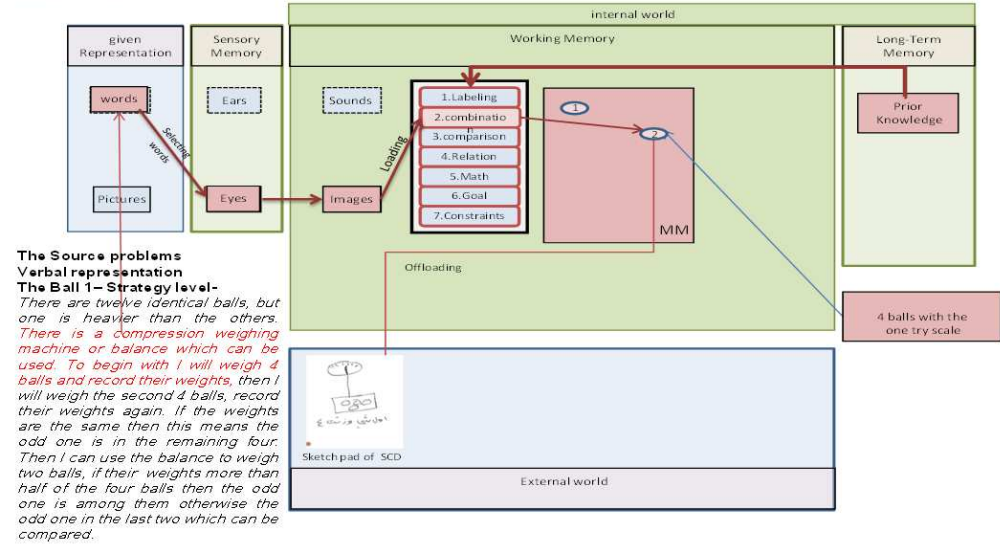 internal world
given
Representation
Sensory
Memory
Working Memory
Long-Term
Memory
words
Ears
Sounds
1.Labeling
2.combinatio
n
3.comparison
4.Relation
5.Math
6.Goal
7.Constraints
1
2
MM
Prior
Knowledge
Selecting
words
Loading
Pictures
Eyes
Images
Offloading
4 balls with the
one try scale
The Source problems
Verbal representation
The Ball 1– Strategy level-
There are twelve identical balls, but
one is heavier than the others.
There is a compression weighing
machine or balance which can be
used. To begin with I will weigh 4
balls and record their weights, then I
will weigh the second 4 balls, record
their weights again. If the weights
are the same then this means the
odd one is in the remaining four.
Then I can use the balance to weigh
two balls, if their weights more than
half of the four balls then the odd
one is among them otherwise the
odd one in the last two which can be
compared.
Sketch pad of SCD
External world